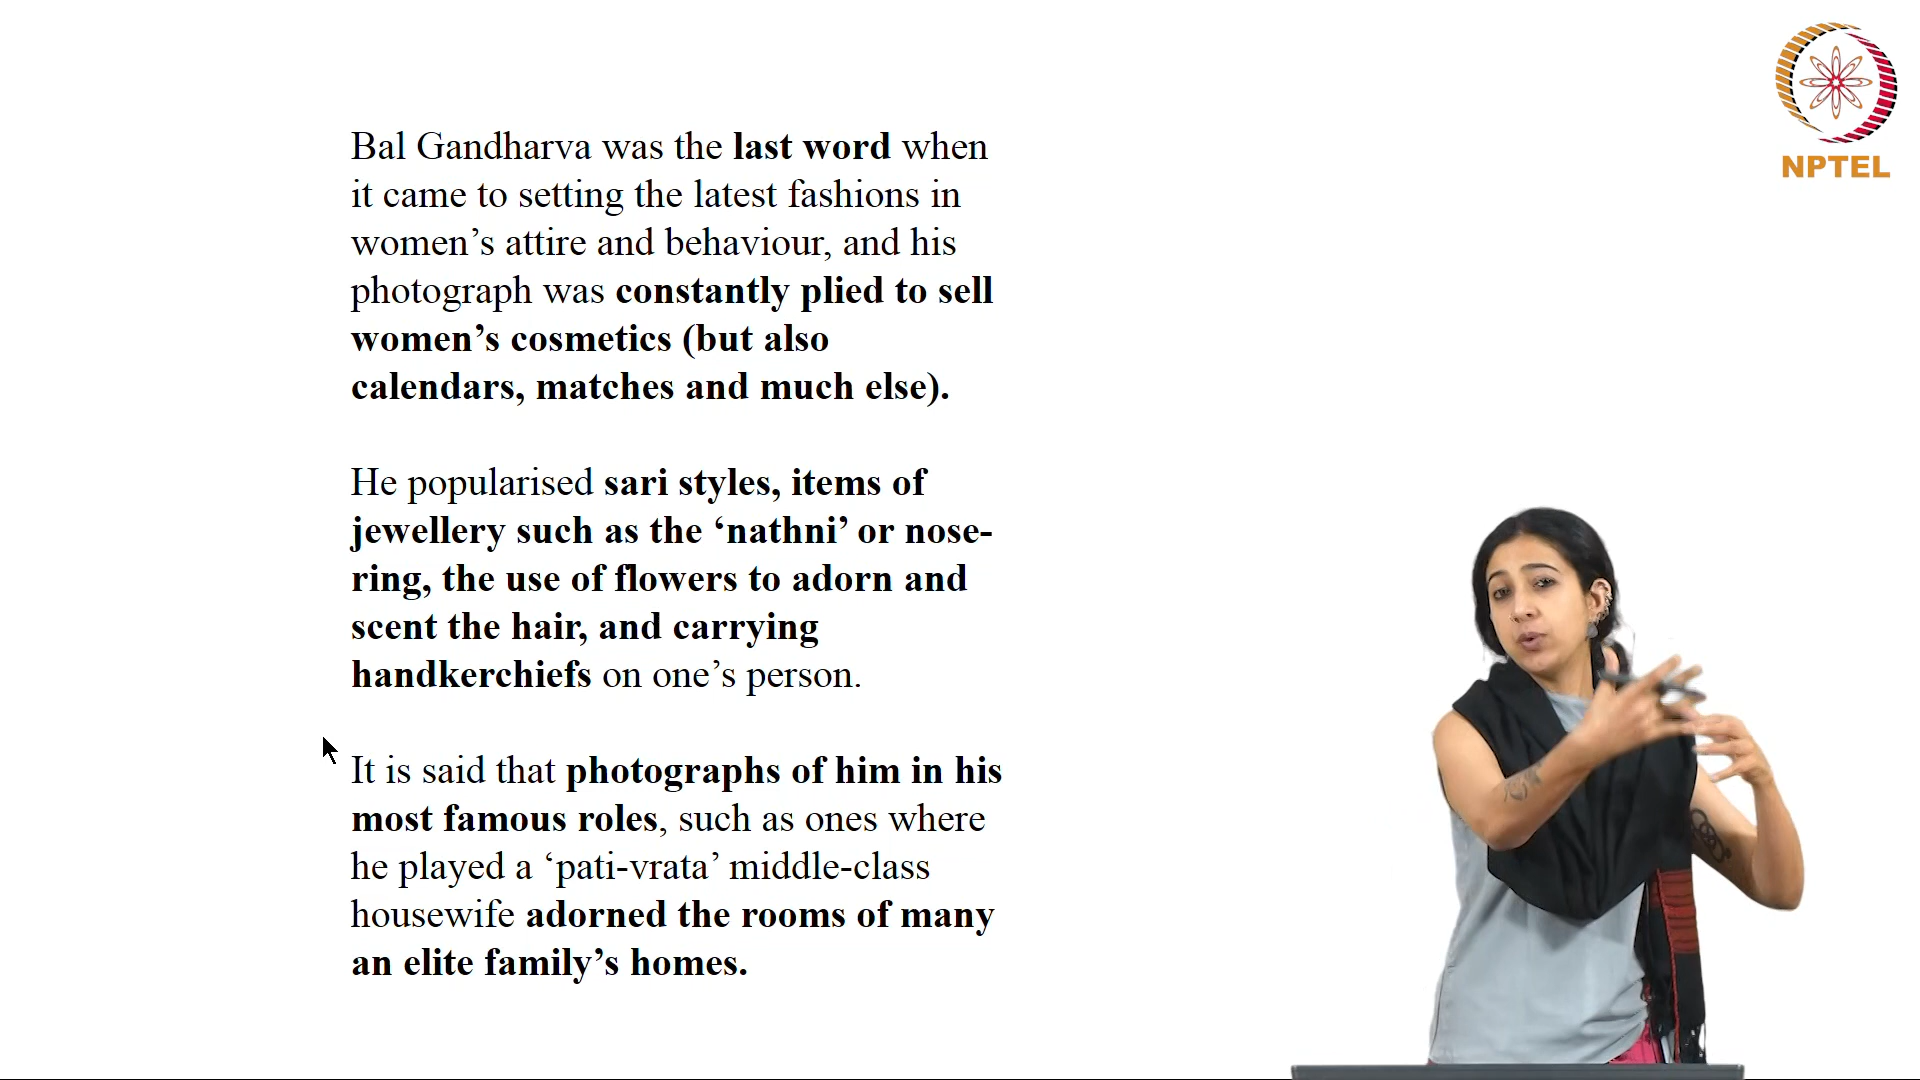 Bal Gandharva was the last word when
it came to setting the latest fashions in
women’s attire and behaviour, and his
photograph was constantly plied to sell
women’s cosmetics (but also
calendars, matches and much else).
He popularised sari styles, items of
jewellery such as the ‘nathni’ or nose-
ring, the use of flowers to adorn and
scent the hair, and carrying
handkerchiefs on one’s person.
It is said that photographs of him in his
most famous roles, such as ones where
he played a ‘pati-vrata’ middle-class
housewife adorned the rooms of many
an elite family’s homes.
NPTEL